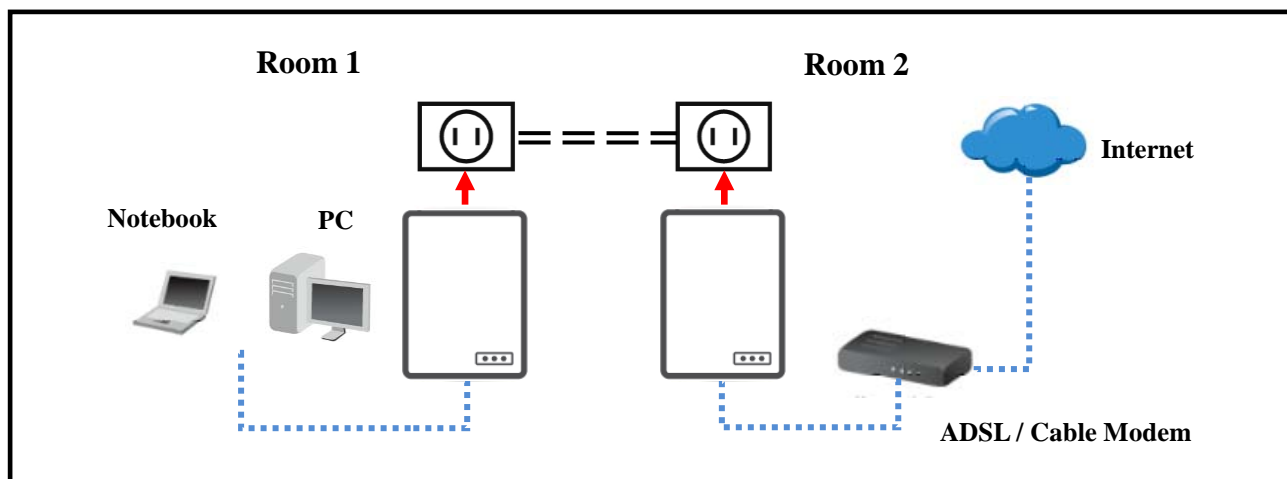 Room 1
Room 2
Internet
Notebook
PC
ADSL / Cable Modem